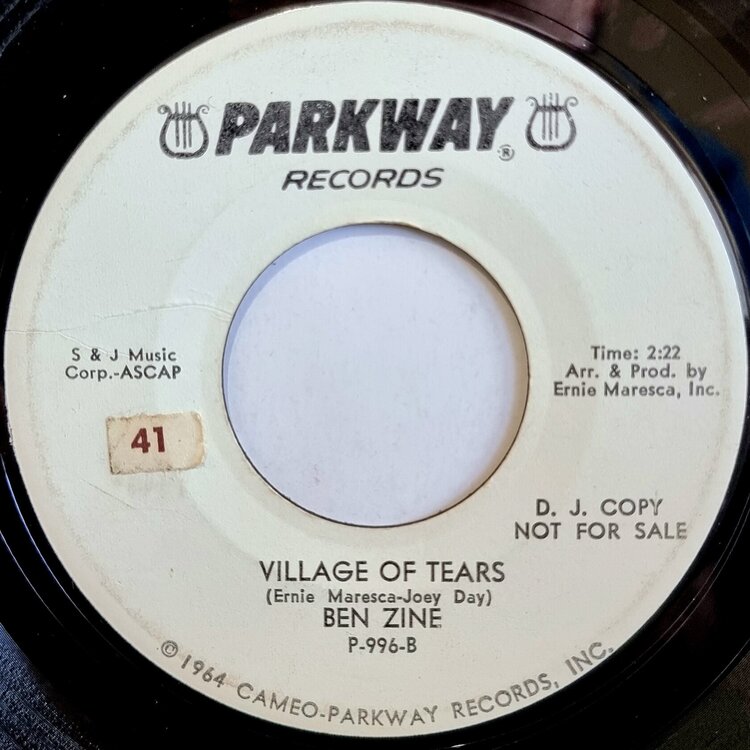 PARKWAY®
RECORDS
S & J Music
Corp.-ASCAP
Time: 2:22
Arr. & Prod. by
Ernie Maresca, Inc.
41
D. J. COPY
NOT FOR SALE
VILLAGE OF TEARS
(Ernie Maresca-Joey Day)
BEN ZINE
P-996-B
© 1964 CAMEO-PARKWAY RECORDS, INC.